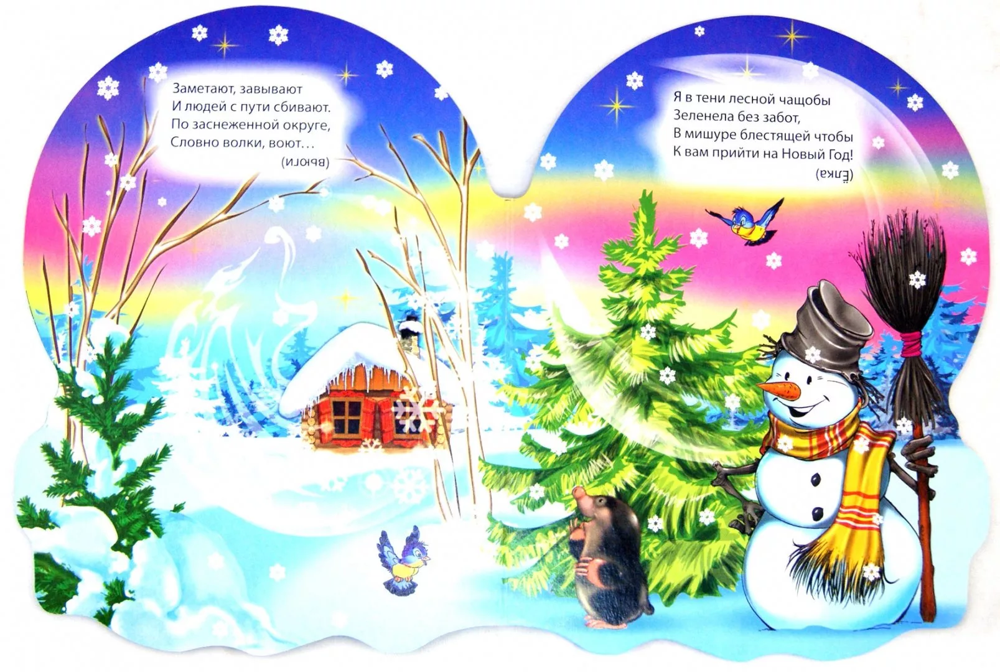 Заметают, завывают
И людей с пути сбивают.
По заснеженной округе,
Словно волки, воют…
(вьюги)
Я в тени лесной чащобы
Зеленела без забот,
В мишуре блестящей чтобы
К вам прийти на Новый Год!
(Ёлка)